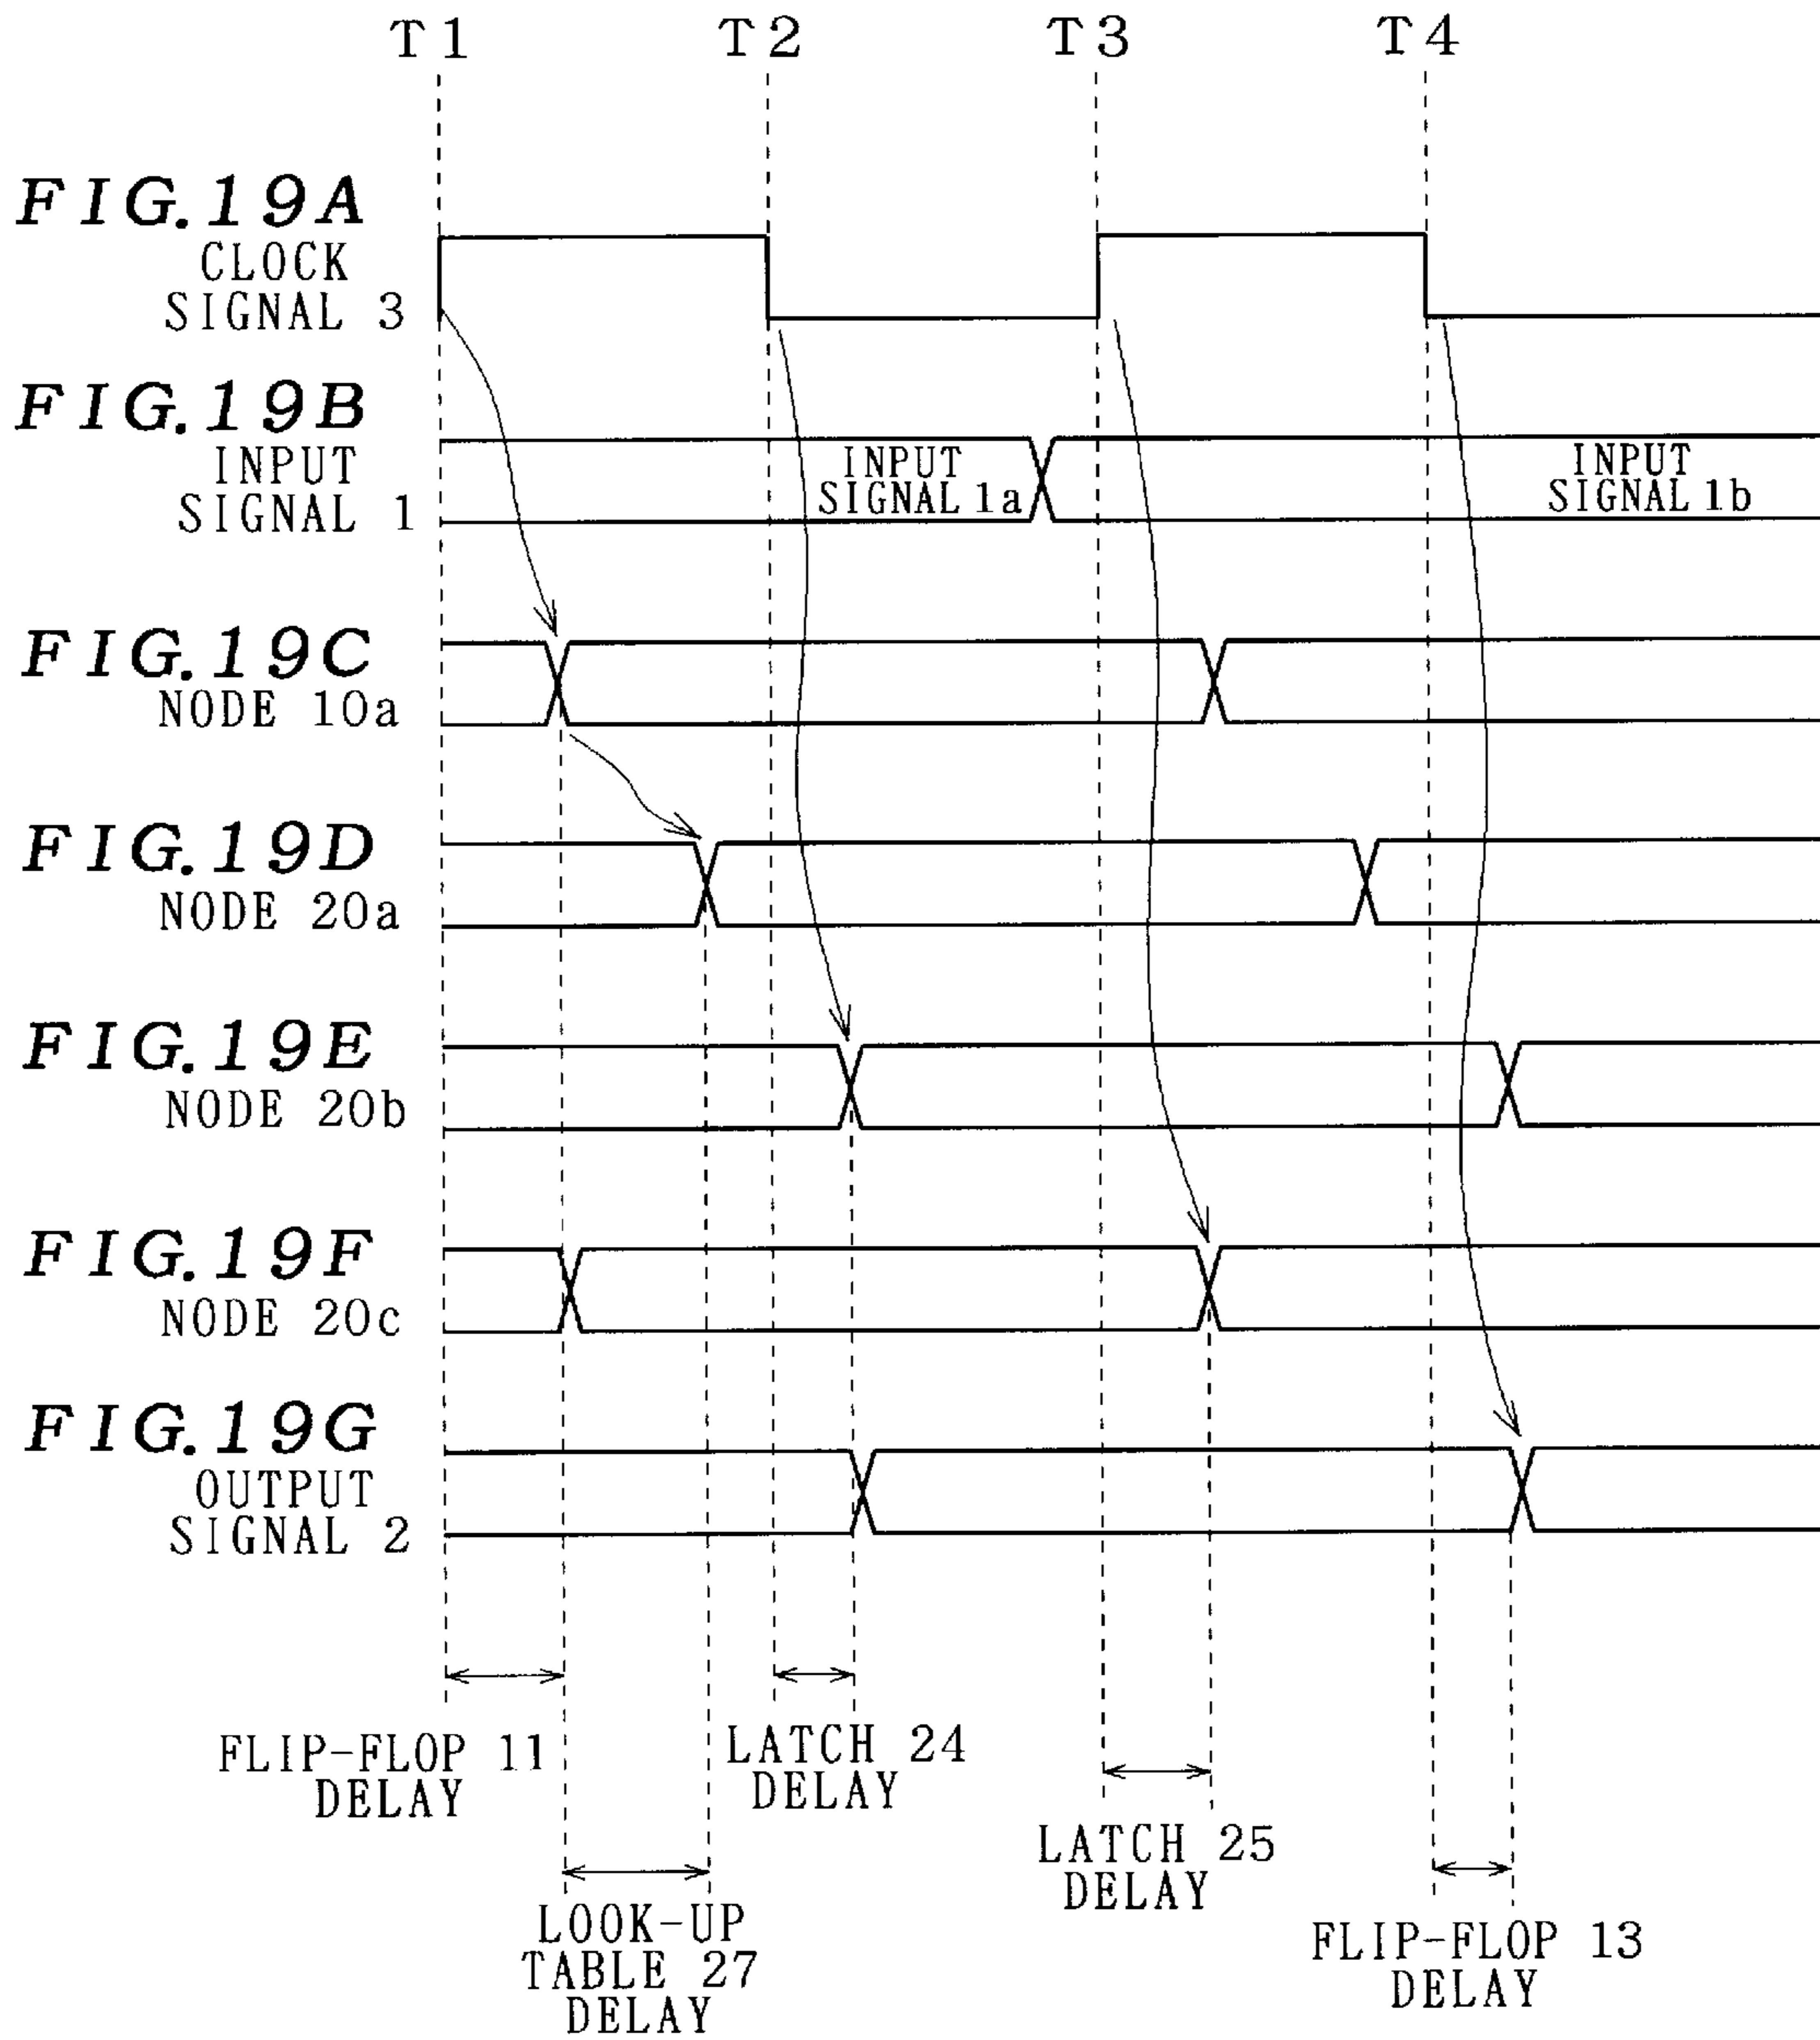 T1 T2 T3 T4
FIG.19A
CLOCK
SIGNAL 3
FIG.19B
INPUT
SIGNAL 1
INPUT
SIGNAL 1a
INPUT
SIGNAL 1b
FIG.19C
NODE 10a
FIG.19D
NODE 20a
FIG.19E
NODE 20b
FIG.19F
NODE 20c
FIG.19G
OUTPUT
SIGNAL 2
FLIP-FLOP 11
DELAY
LATCH 24
DELAY
LATCH 25
DELAY
LOOK-UP
TABLE 27
DELAY
FLIP-FLOP 13
DELAY